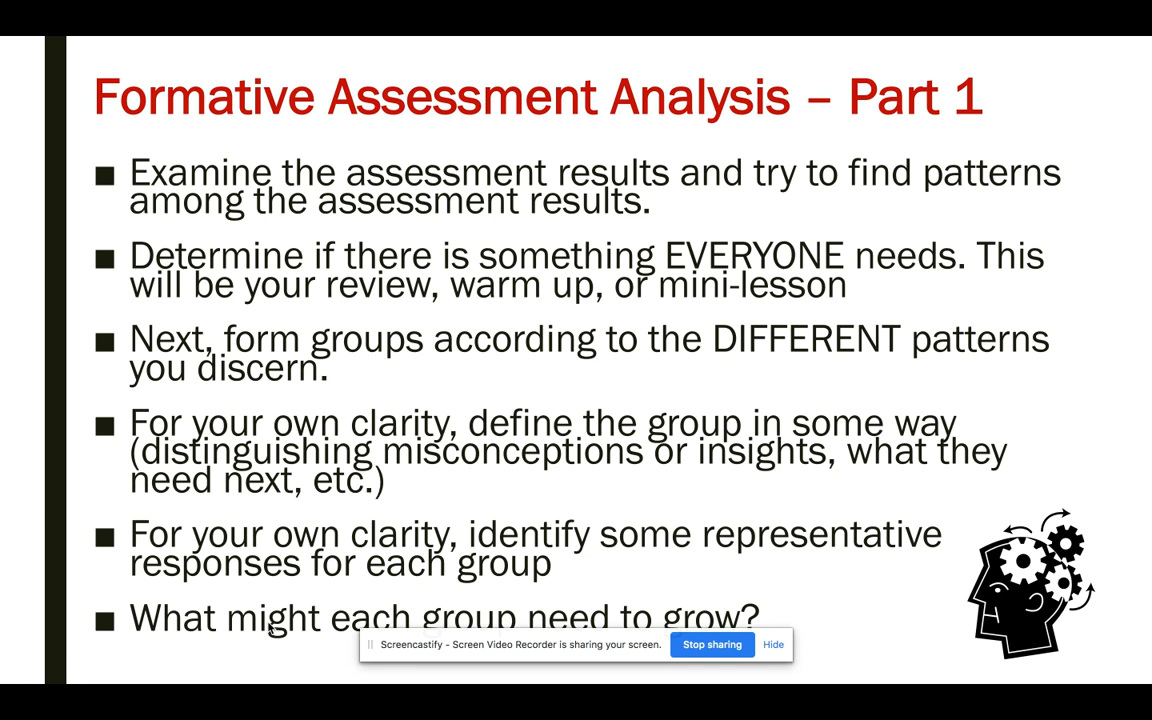 Formative Assessment Analysis – Part 1
■ Examine the assessment results and try to find patterns
among the assessment results.
■ Determine if there is something EVERYONE needs. This
will be your review, warm up, or mini-lesson
■ Next, form groups according to the DIFFERENT patterns
you discern.
■ For your own clarity, define the group in some way
(distinguishing misconceptions or insights, what they
need next, etc.)
■ For your own clarity, identify some representative
responses for each group
■ What might each group need to grow?
Screencastify - Screen Video Recorder is sharing your screen. Stop sharing Hide